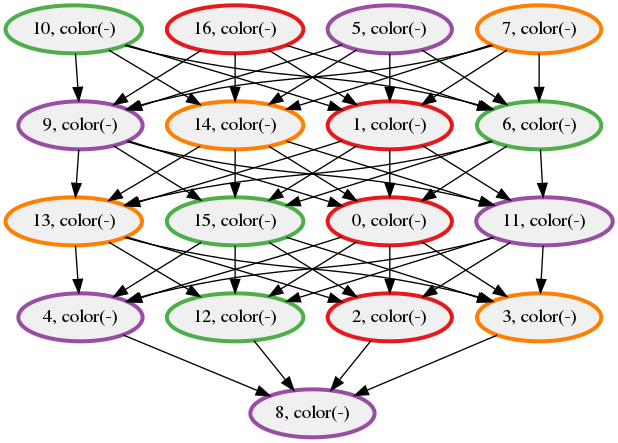 10, color(-) 16, color(-) 5, color(-) 7, color(-)
9, color(-) 14, color(-) 1, color(-) 6, color(-)
13, color(-) 15, color(-) 0, color(-) 11, color(-)
4, color(-) 12, color(-) 2, color(-) 3, color(-)
8, color(-)